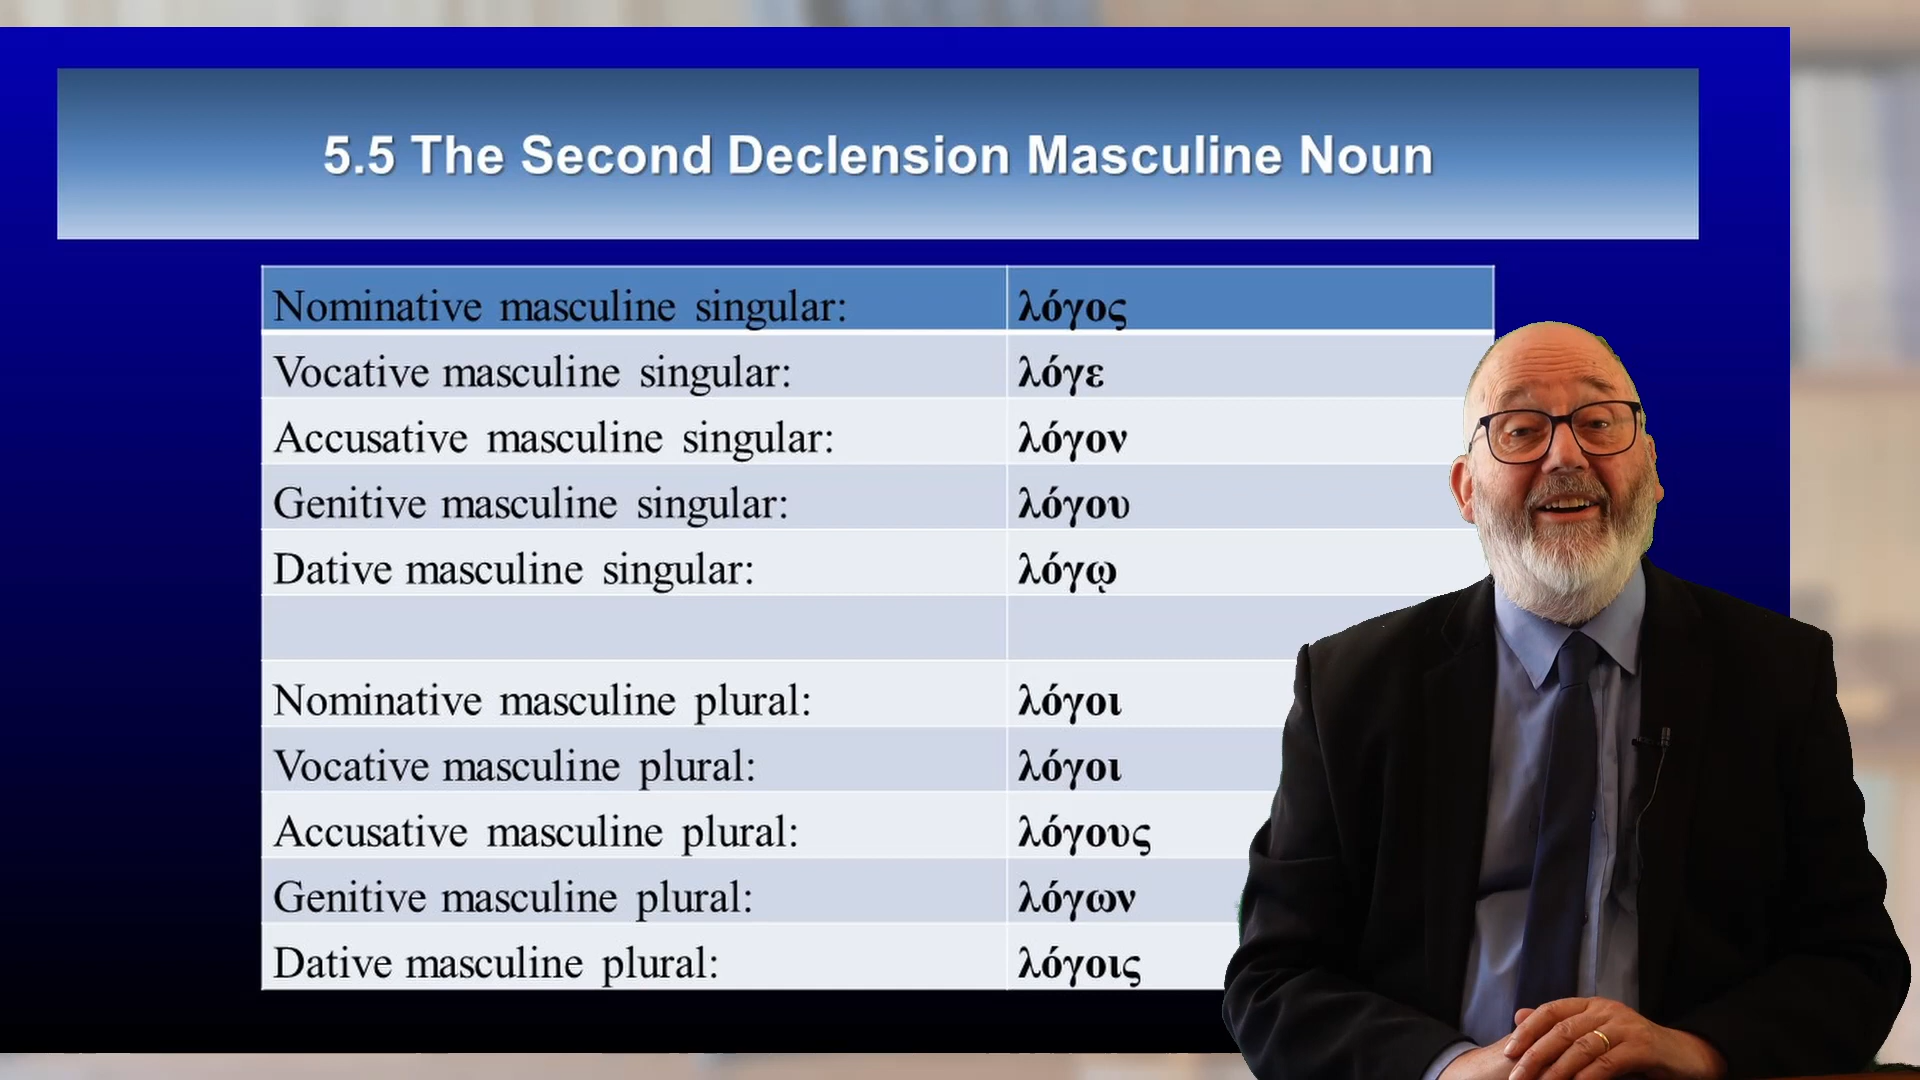 5.5 The Second Declension Masculine Noun
Nominative masculine singular: λόγος
Vocative masculine singular: λόγε
Accusative masculine singular: λόγον
Genitive masculine singular: λόγου
Dative masculine singular: λόγῳ
Nominative masculine plural: λόγοι
Vocative masculine plural: λόγοι
Accusative masculine plural: λόγους
Genitive masculine plural: λόγων
Dative masculine plural: λόγοις